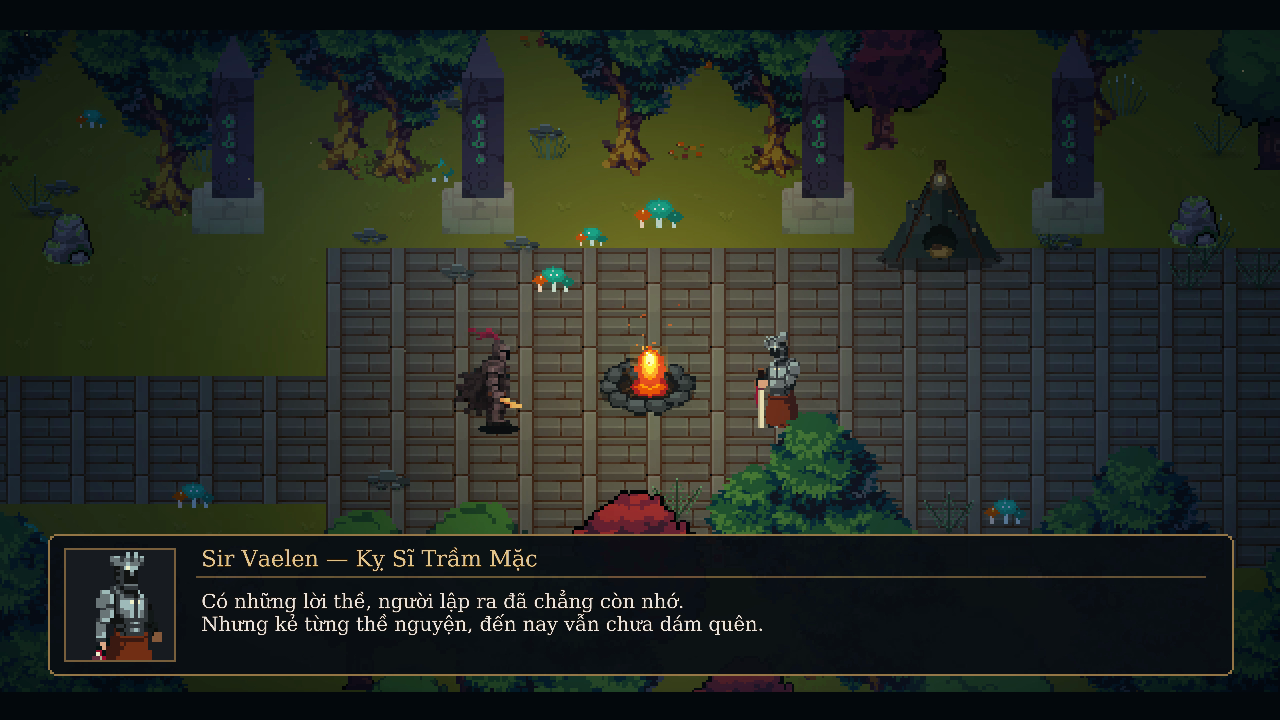 Sir Vaelen — Kỵ Sĩ Trầm Mặc
Có những lời thề, người lập ra đã chẳng còn nhớ.
Nhưng kẻ từng thề nguyện, đến nay vẫn chưa dám quên.